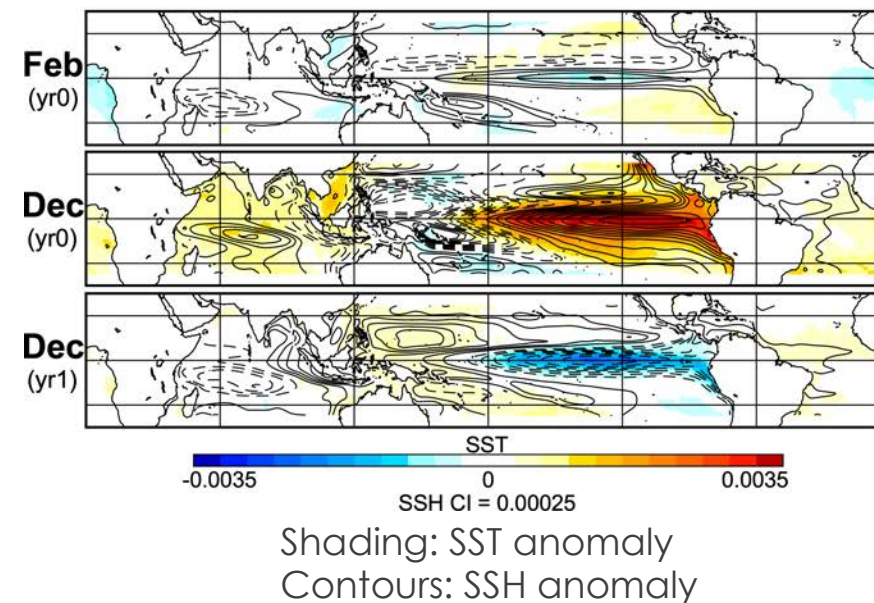 Feb
(yr0)
Dec
(yr0)
Dec
(yr1)
SST
-0.0035 0 0.0035
SSH CI = 0.00025
Shading: SST anomaly
Contours: SSH anomaly